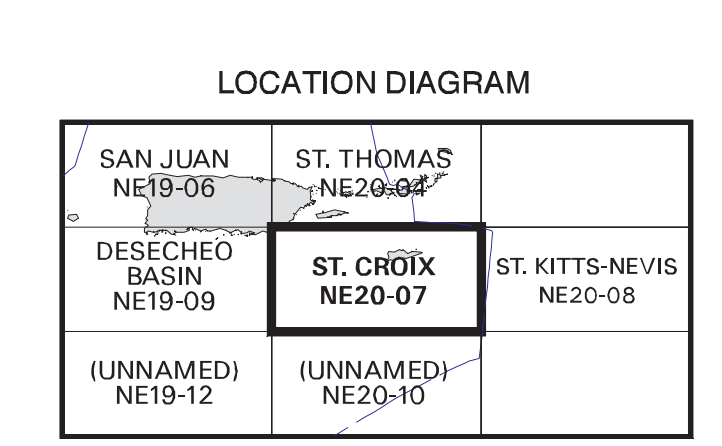 LOCATION DIAGRAM
SAN JUAN
NE19-06
ST. THOMAS
NE20-04
DESECHEO
BASIN
NE19-09
ST. CROIX
NE20-07
ST. KITTS-NEVIS
NE20-08
(UNNAMED)
NE19-12
(UNNAMED)
NE20-10